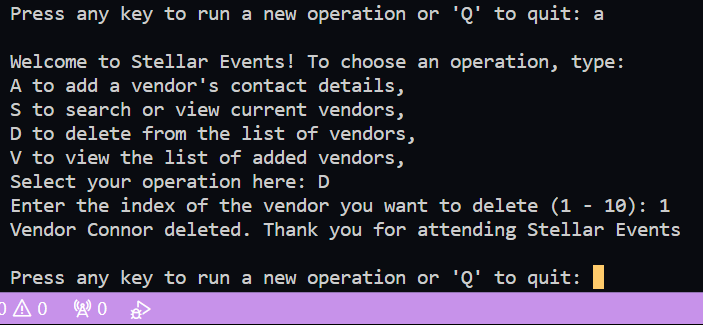 Press any key to run a new operation or 'Q' to quit: a
Welcome to Stellar Events! To choose an operation, type:
A to add a vendor's contact details,
S to search or view current vendors,
D to delete from the list of vendors,
V to view the list of added vendors,
Select your operation here: D
Enter the index of the vendor you want to delete (1 - 10): 1
Vendor Connor deleted. Thank you for attending Stellar Events
Press any key to run a new operation or 'Q' to quit:
0 0 0